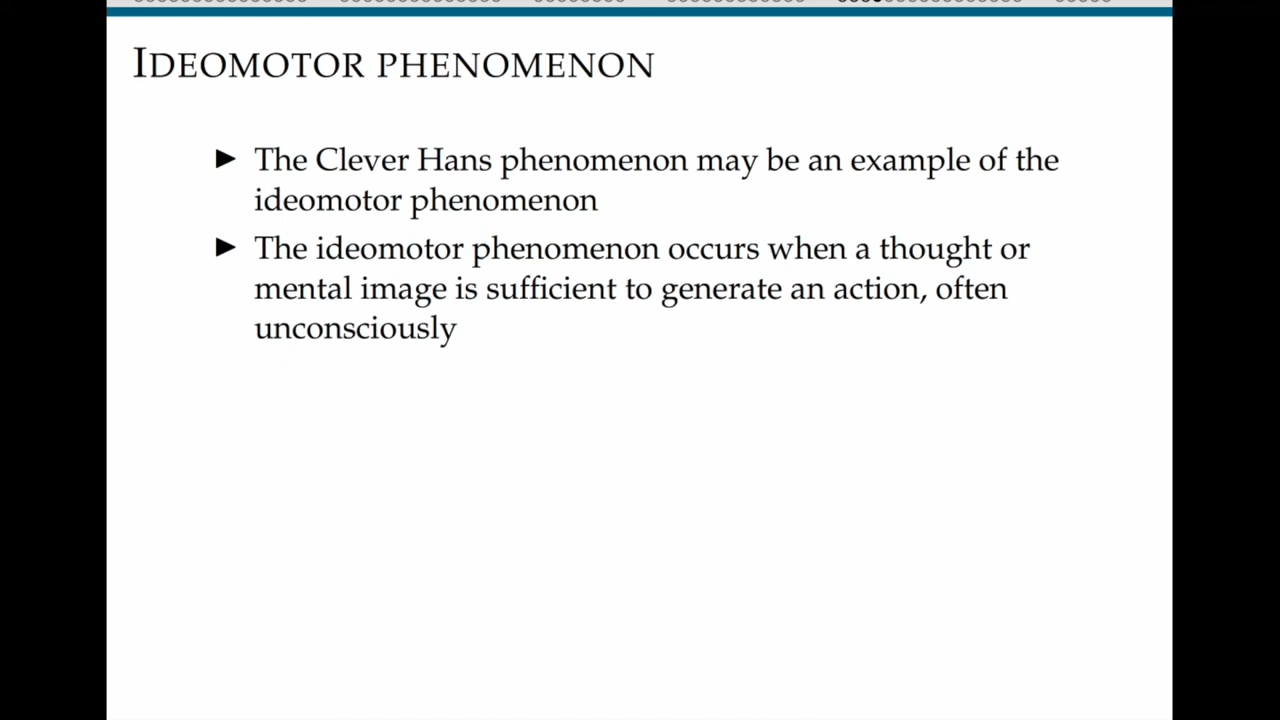 IDEOMOTOR PHENOMENON
▶ The Clever Hans phenomenon may be an example of the
ideomotor phenomenon
▶ The ideomotor phenomenon occurs when a thought or
mental image is sufficient to generate an action, often
unconsciously